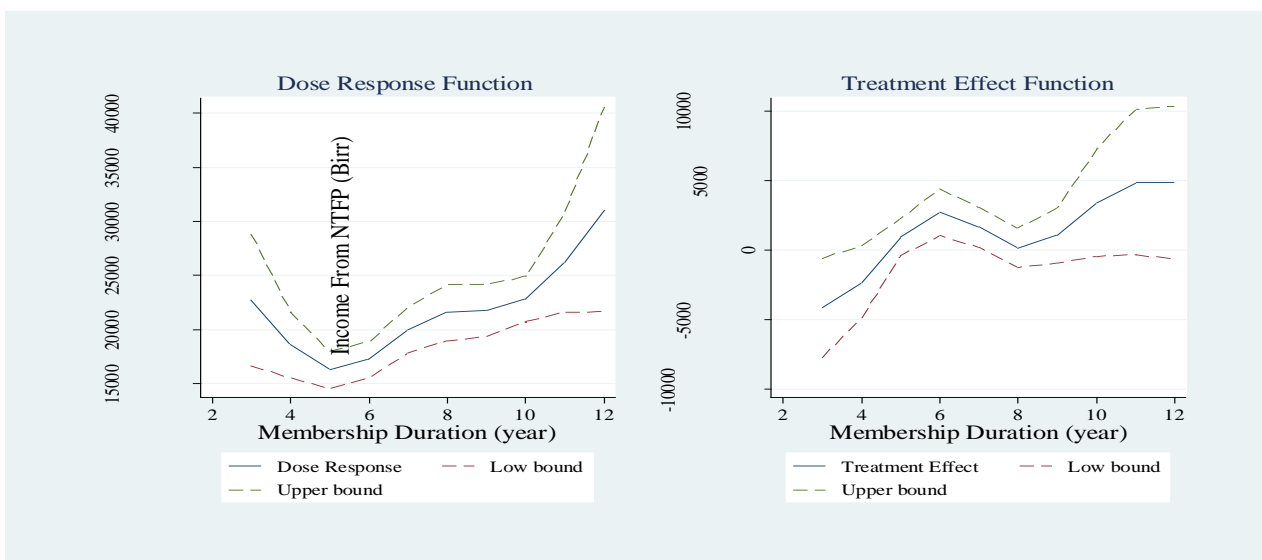 Dose Response Function
40000
35000
30000
25000
20000
15000
Income From NTFP (Birr)
2 4 6 8 10 12
Membership Duration (year)
Dose Response Low bound
Upper bound
Treatment Effect Function
10000
5000
0
-5000
-10000
2 4 6 8 10 12
Membership Duration (year)
Treatment Effect Low bound
Upper bound